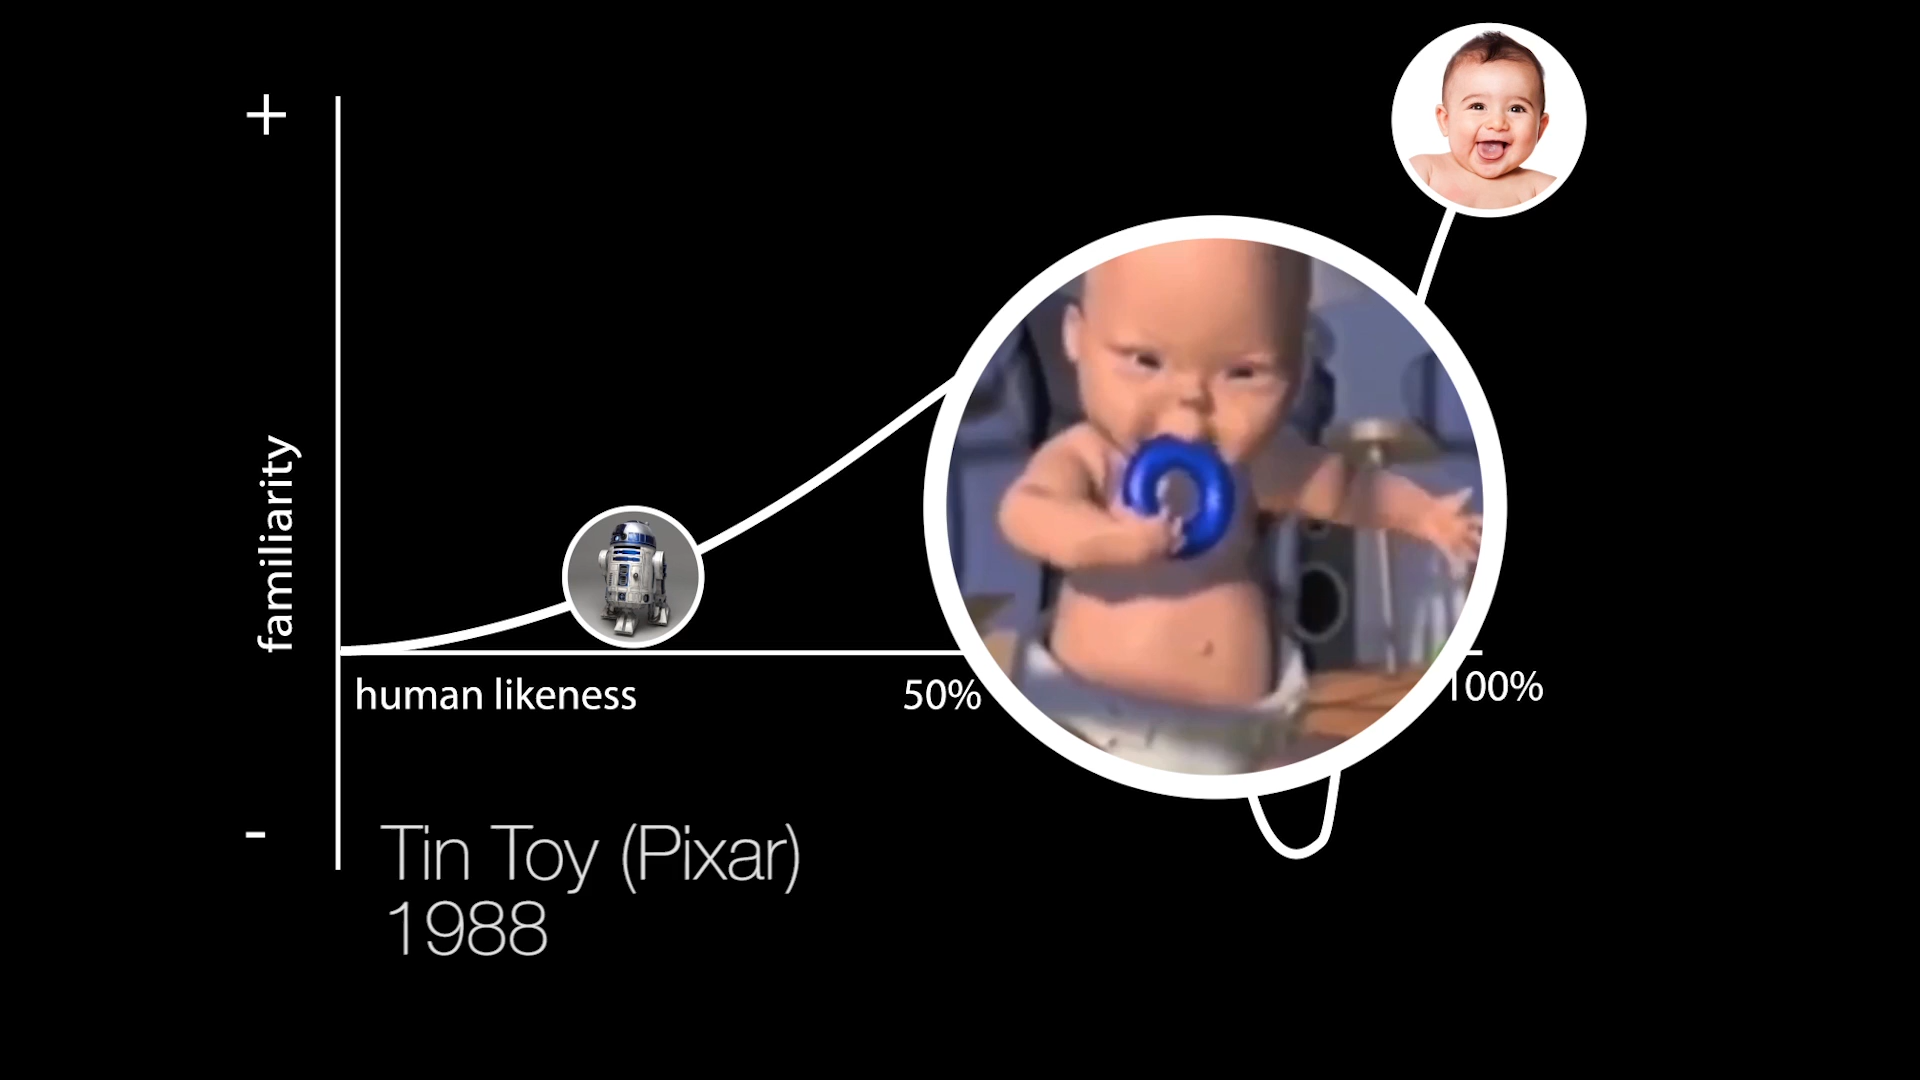 +
familiarity
human likeness
50%
100%
-
Tin Toy (Pixar)
1988